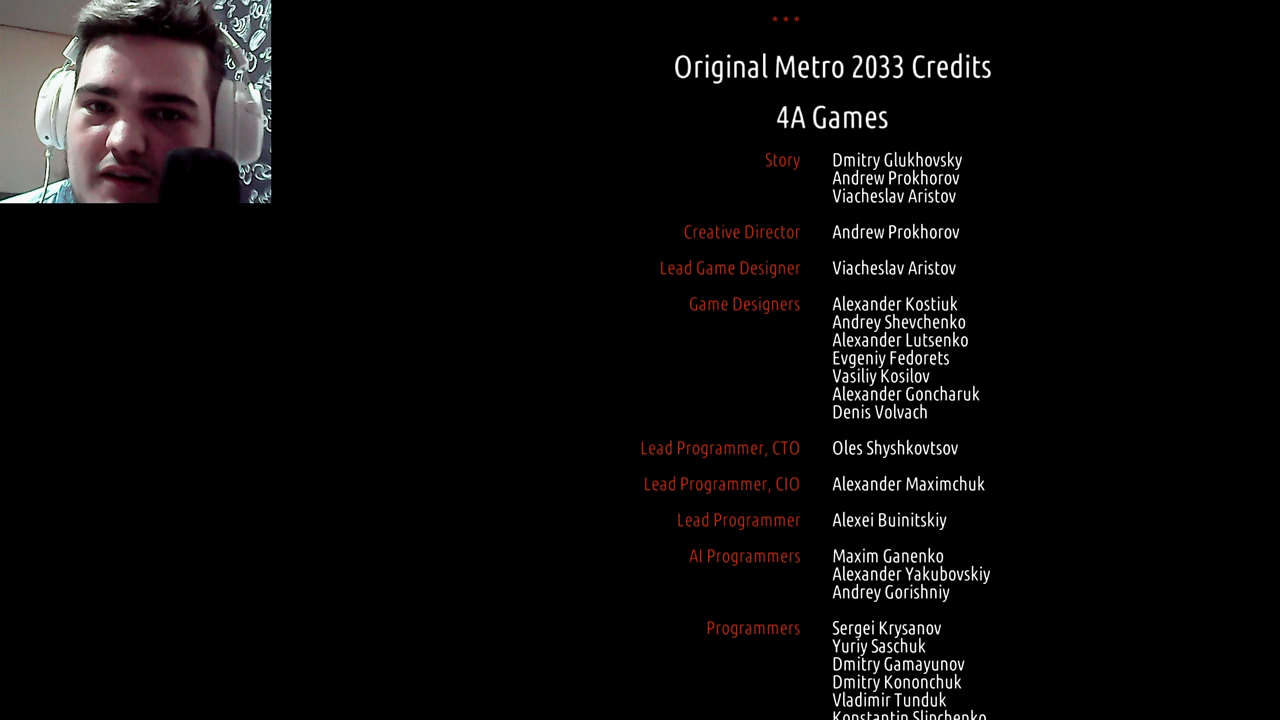 * * *
Original Metro 2033 Credits
4A Games
Story Dmitry Glukhovsky
Andrew Prokhorov
Viacheslav Aristov
Creative Director Andrew Prokhorov
Lead Game Designer Viacheslav Aristov
Game Designers Alexander Kostiuk
Andrey Shevchenko
Alexander Lutsenko
Evgeniy Fedorets
Vasiliy Kosilov
Alexander Goncharuk
Denis Volvach
Lead Programmer, CTO Oles Shyshkovtsov
Lead Programmer, CIO Alexander Maximchuk
Lead Programmer Alexei Buinitskiy
AI Programmers Maxim Ganenko
Alexander Yakubovskiy
Andrey Gorishniy
Programmers Sergei Krysanov
Yuriy Saschuk
Dmitry Gamayunov
Dmitry Kononchuk
Vladimir Tunduk
Konstantin Slipchenko